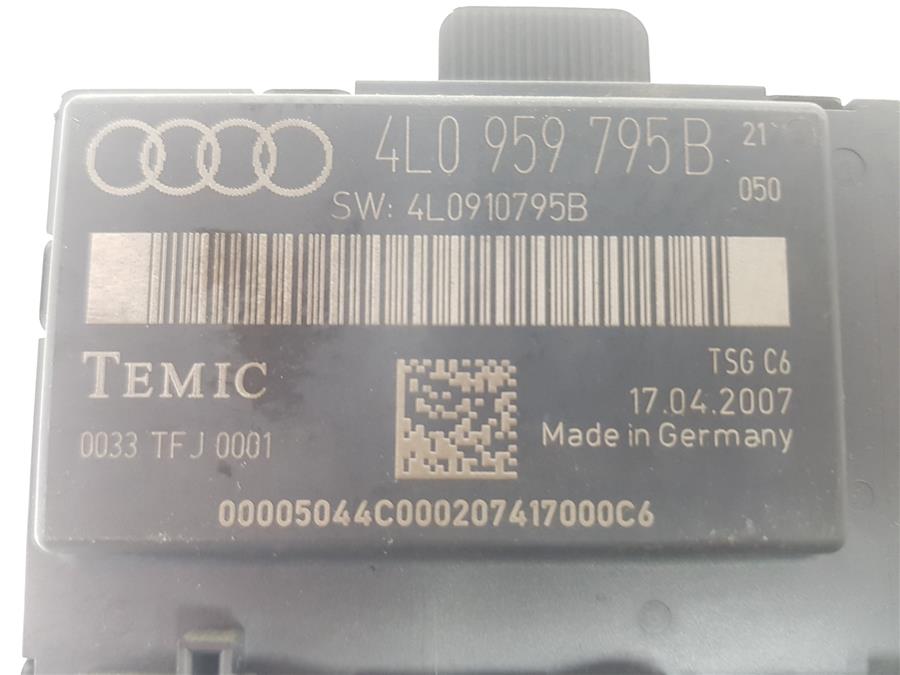 4L0 959 795B 21
050
SW: 4L0910795B
TEMIC
TSG C6
17.04.2007
0033 TFJ 0001
Made in Germany
00005044C000207417000C6